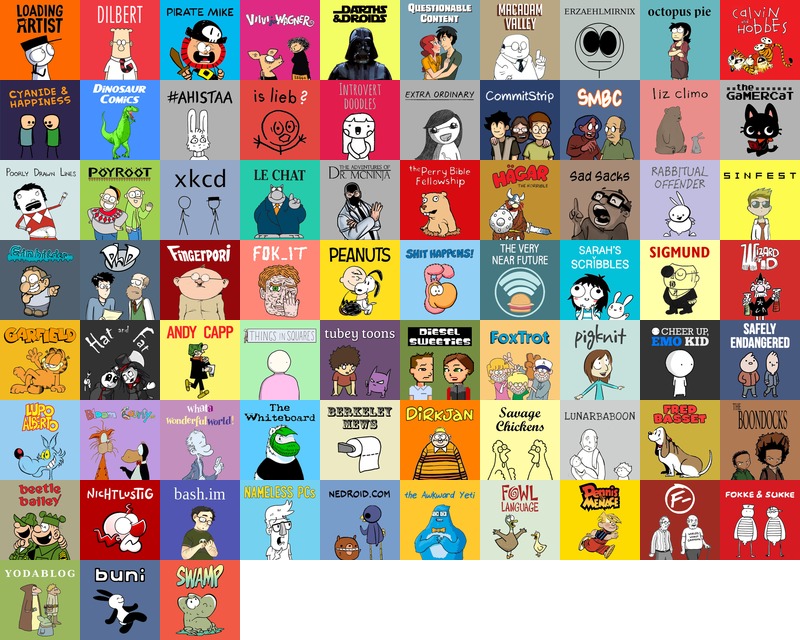 LOADING
ARTIST
DILBERT
PIRATE MIKE
VIIVI & WAGNER
DARTHS
& DROIDS
QUESTIONABLE
CONTENT
MACADAM
VALLEY
ERZAEHLMIRNIX
octopus pie
CALVIN
and
HOBBES
CYANIDE &
HAPPINESS
DINOSAUR
COMICS
#AHISTAA
is lieb?
INTROVERT
DOODLES
EXTRA ORDINARY
CommitStrip
SMBC
liz climo
the
GaMERCaT
POORLY DRAWN LINES
POYROOT
xkcd
LE CHAT
THE ADVENTURES OF
DR. MCNINJA
the Perry Bible
Fellowship
HÄGAR
THE HORRIBLE
sad sacks
RABBITUAL
OFFENDER
SINFEST
PWD
FINGERPORI
FOK_IT
PEANUTS
SHIT HAPPENS!
THE VERY
NEAR FUTURE
SARAH'S
SCRIBBLES
SIGMUND
WIZARD
of ID
GARFIELD
Hat and Fat
ANDY CAPP
THINGS IN SQUARES
tubey toons
DIESEL
SWEETIES
FOXTROT
pigknit
CHEER UP,
EMO KID
SAFELY
ENDANGERED
LUPO
ALBERTO
Bloom County
what a
wonderful world!
The
Whiteboard
BERKELEY
MEWS
DIRKJAN
Savage
Chickens
LUNARBABOON
FRED
BASSET
THE
BOONDOCKS
beetle
bailey
NICHTLUSTIG
bash.im
NAMELESS PCs
NEDROID.COM
the Awkward Yeti
FOWL
LANGUAGE
DENNIS
the
MENACE
F-
FOKKE & SUKKE
YODABLOG
buni
SWAMP